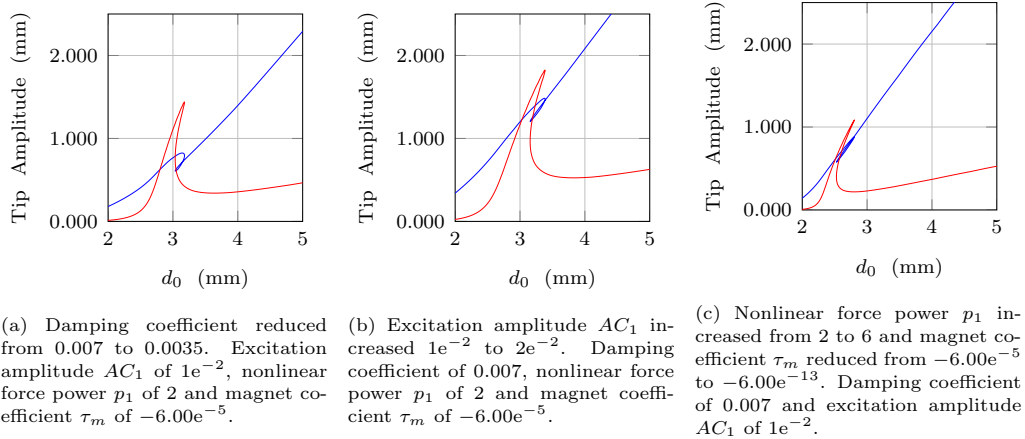 Tip Amplitude (mm)
2.000
1.000
0.000
2 3 4 5
d₀ (mm)
(a) Damping coefficient reduced
from 0.007 to 0.0035. Excitation
amplitude AC₁ of 1e⁻², nonlinear
force power p₁ of 2 and magnet co-
efficient τₘ of −6.00e⁻⁵.
Tip Amplitude (mm)
2.000
1.000
0.000
2 3 4 5
d₀ (mm)
(b) Excitation amplitude AC₁ in-
creased 1e⁻² to 2e⁻². Damping
coefficient of 0.007, nonlinear force
power p₁ of 2 and magnet coeffi-
cient τₘ of −6.00e⁻⁵.
Tip Amplitude (mm)
2.000
1.000
0.000
2 3 4 5
d₀ (mm)
(c) Nonlinear force power p₁ in-
creased from 2 to 6 and magnet co-
efficient τₘ reduced from −6.00e⁻⁵
to −6.00e⁻¹³. Damping coefficient
of 0.007 and excitation amplitude
AC₁ of 1e⁻².